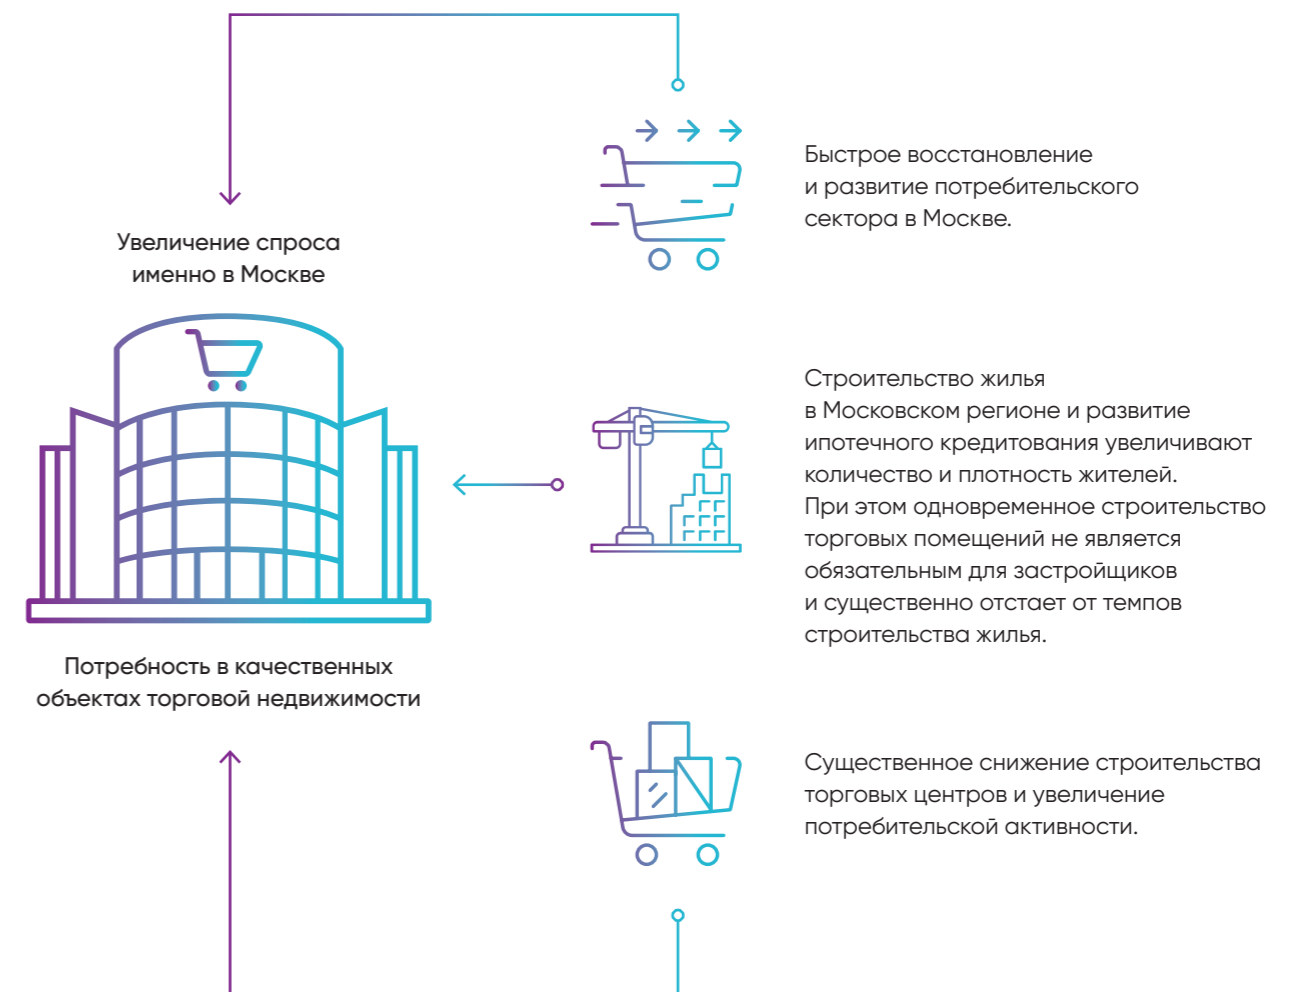 Увеличение спроса
именно в Москве
Потребность в качественных
объектах торговой недвижимости
Быстрое восстановление
и развитие потребительского
сектора в Москве.
Строительство жилья
в Московском регионе и развитие
ипотечного кредитования увеличивают
количество и плотность жителей.
При этом одновременное строительство
торговых помещений не является
обязательным для застройщиков
и существенно отстает от темпов
строительства жилья.
Существенное снижение строительства
торговых центров и увеличение
потребительской активности.